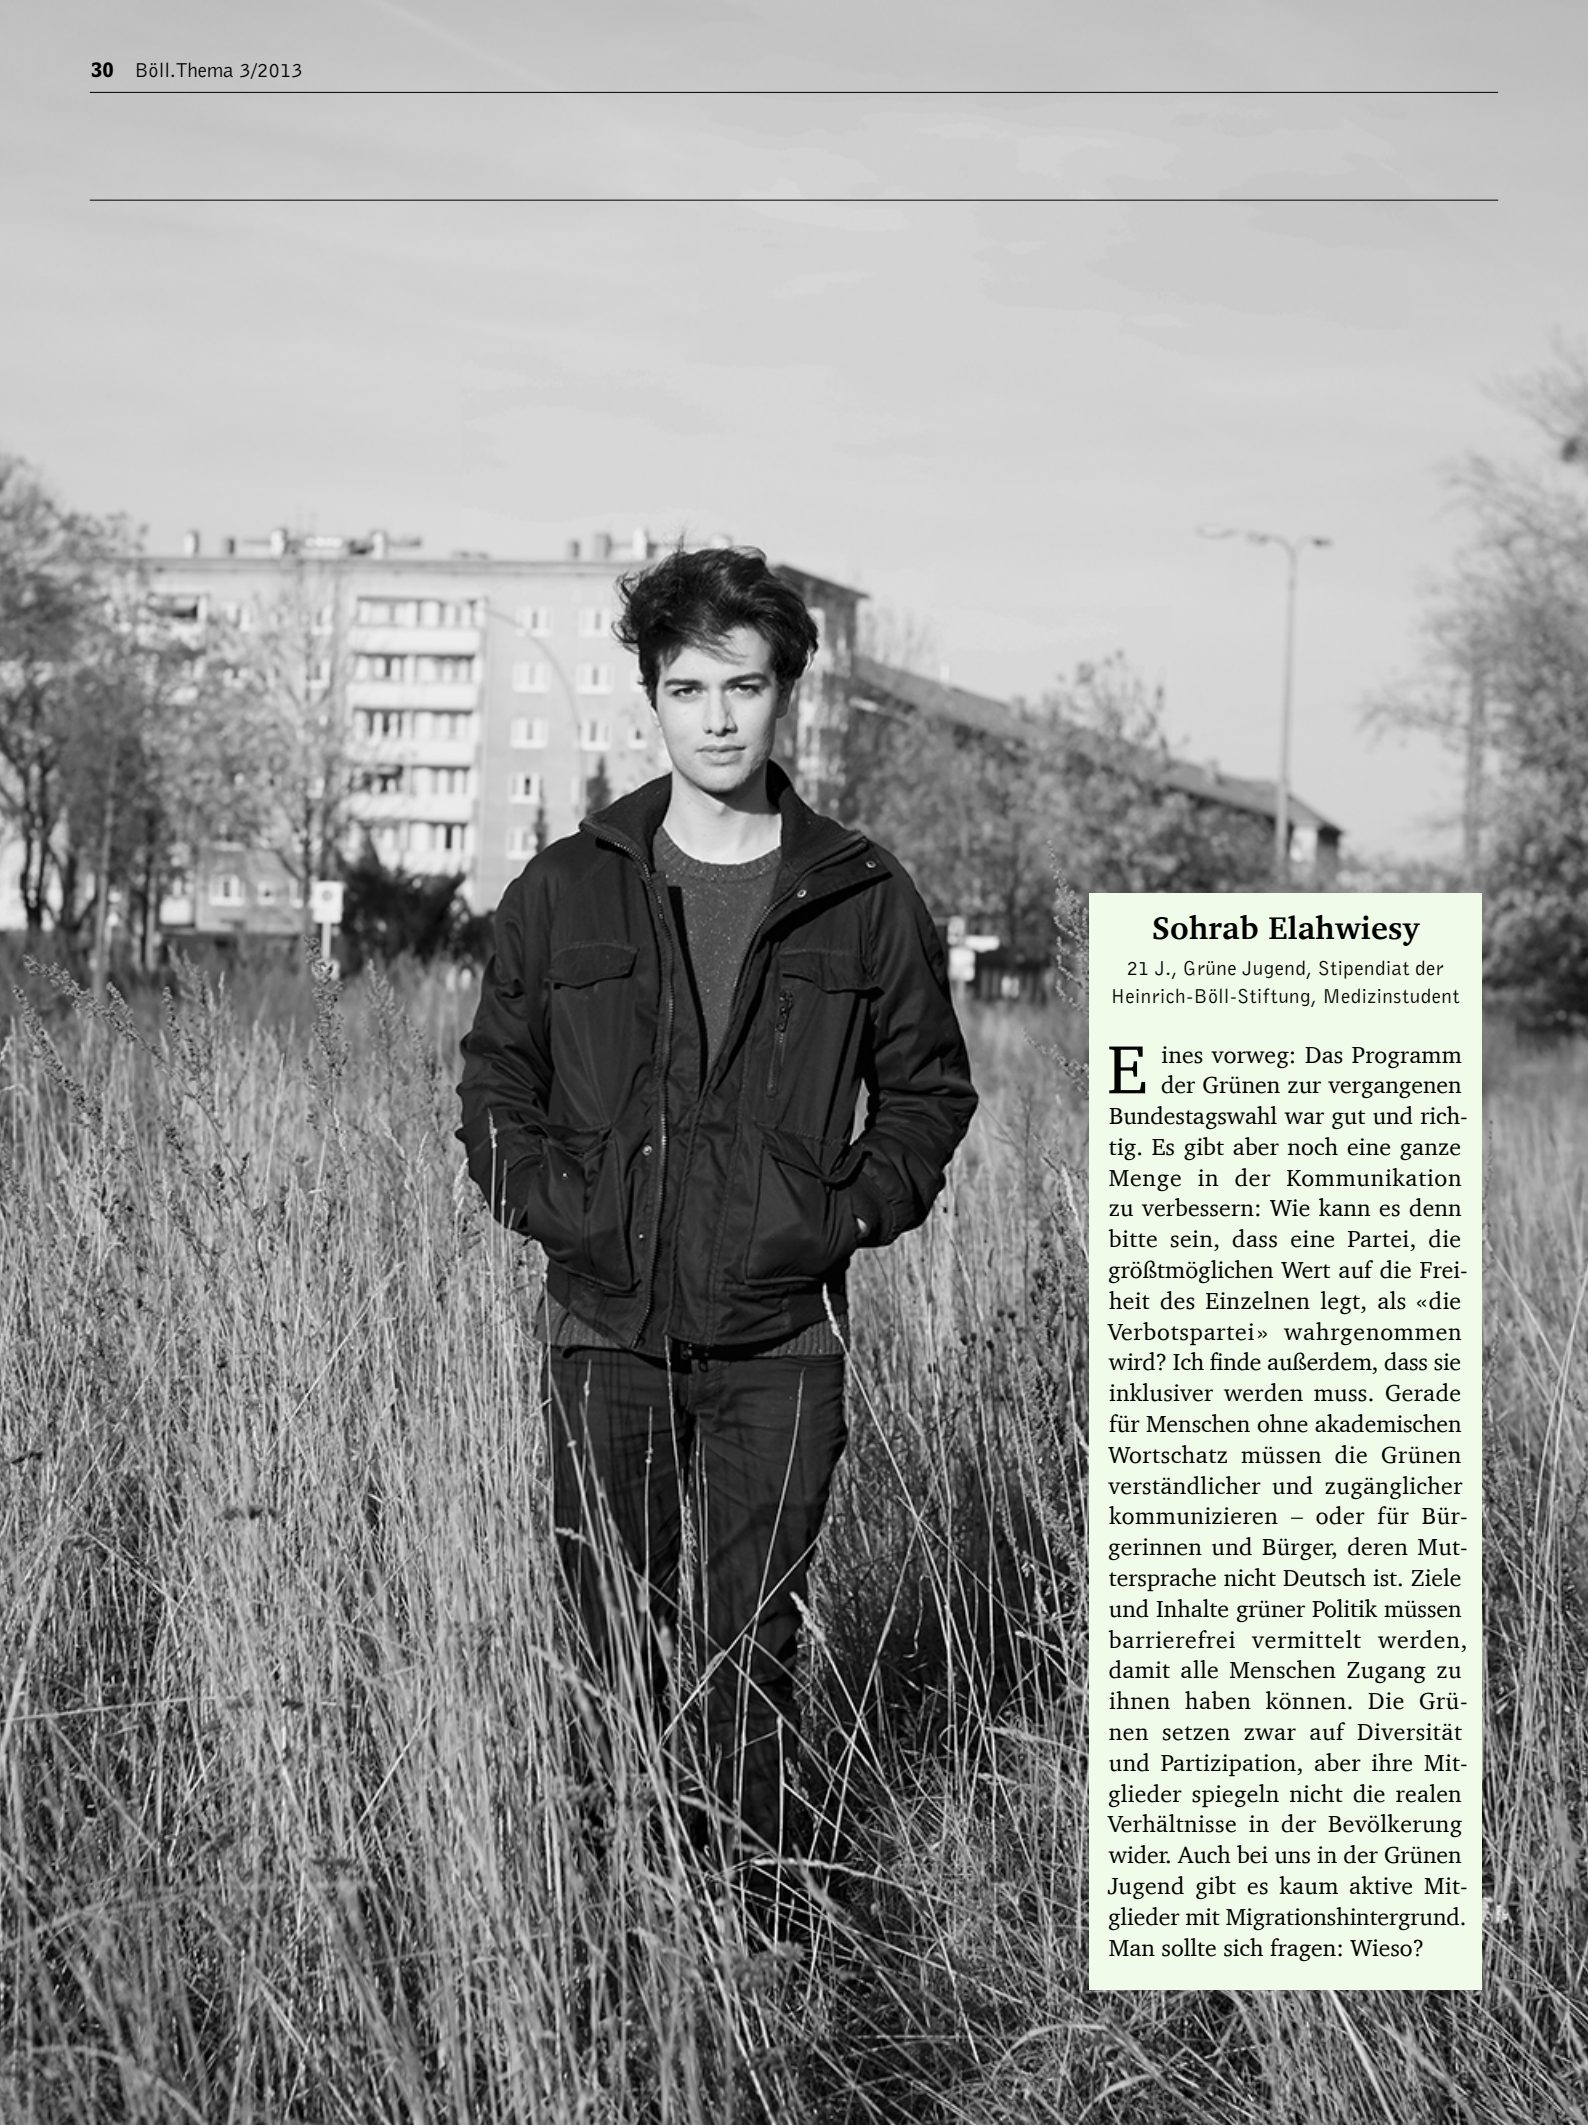 30 Böll.Thema 3/2013
Sohrab Elahwiesy
21 J., Grüne Jugend, Stipendiat der
Heinrich-Böll-Stiftung, Medizinstudent
Eines vorweg: Das Programm
der Grünen zur vergangenen
Bundestagswahl war gut und rich-
tig. Es gibt aber noch eine ganze
Menge in der Kommunikation
zu verbessern: Wie kann es denn
bitte sein, dass eine Partei, die
größtmöglichen Wert auf die Frei-
heit des Einzelnen legt, als «die
Verbotspartei» wahrgenommen
wird? Ich finde außerdem, dass sie
inklusiver werden muss. Gerade
für Menschen ohne akademischen
Wortschatz müssen die Grünen
verständlicher und zugänglicher
kommunizieren – oder für Bür-
gerinnen und Bürger, deren Mut-
tersprache nicht Deutsch ist. Ziele
und Inhalte grüner Politik müssen
barrierefrei vermittelt werden,
damit alle Menschen Zugang zu
ihnen haben können. Die Grü-
nen setzen zwar auf Diversität
und Partizipation, aber ihre Mit-
glieder spiegeln nicht die realen
Verhältnisse in der Bevölkerung
wider. Auch bei uns in der Grünen
Jugend gibt es kaum aktive Mit-
glieder mit Migrationshintergrund.
Man sollte sich fragen: Wieso?